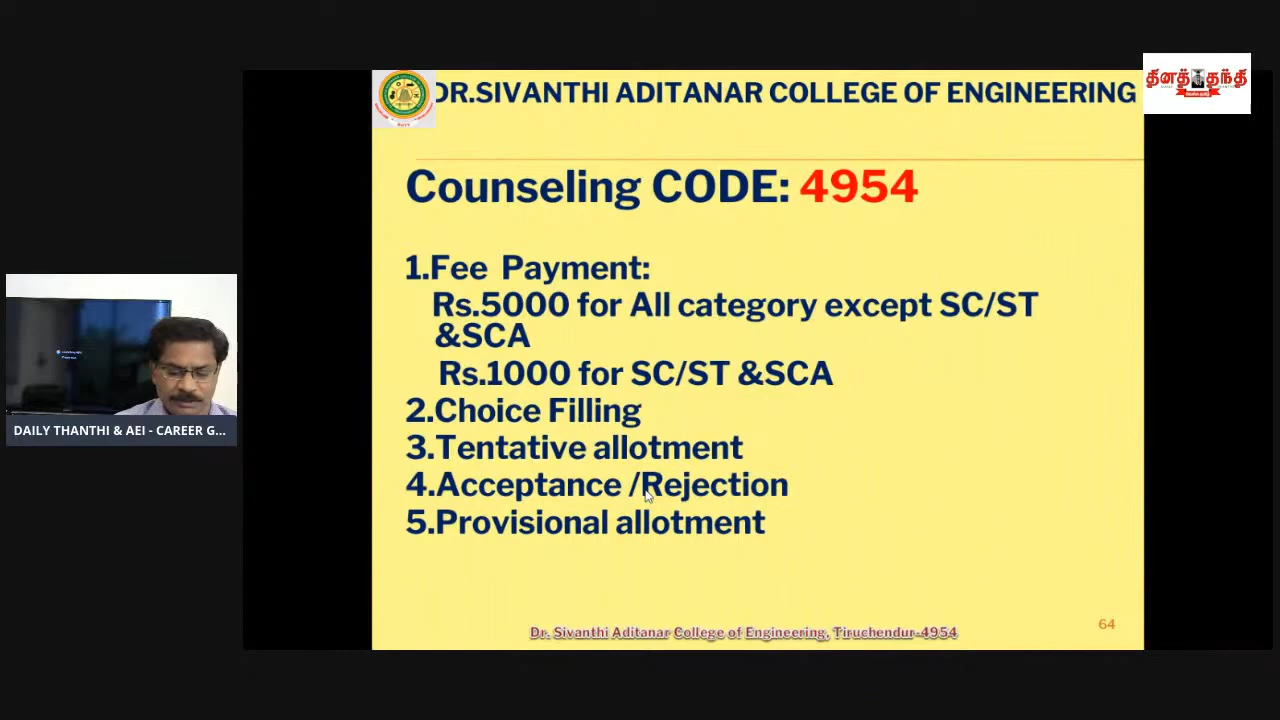 DR.SIVANTHI ADITANAR COLLEGE OF ENGINEERING
தினத்தந்தி
Counseling CODE: 4954
1.Fee Payment:
Rs.5000 for All category except SC/ST
&SCA
Rs.1000 for SC/ST &SCA
2.Choice Filling
3.Tentative allotment
4.Acceptance /Rejection
5.Provisional allotment
DAILY THANTHI & AEI - CAREER G...
64
Dr. Sivanthi Aditanar College of Engineering, Tiruchendur-4954